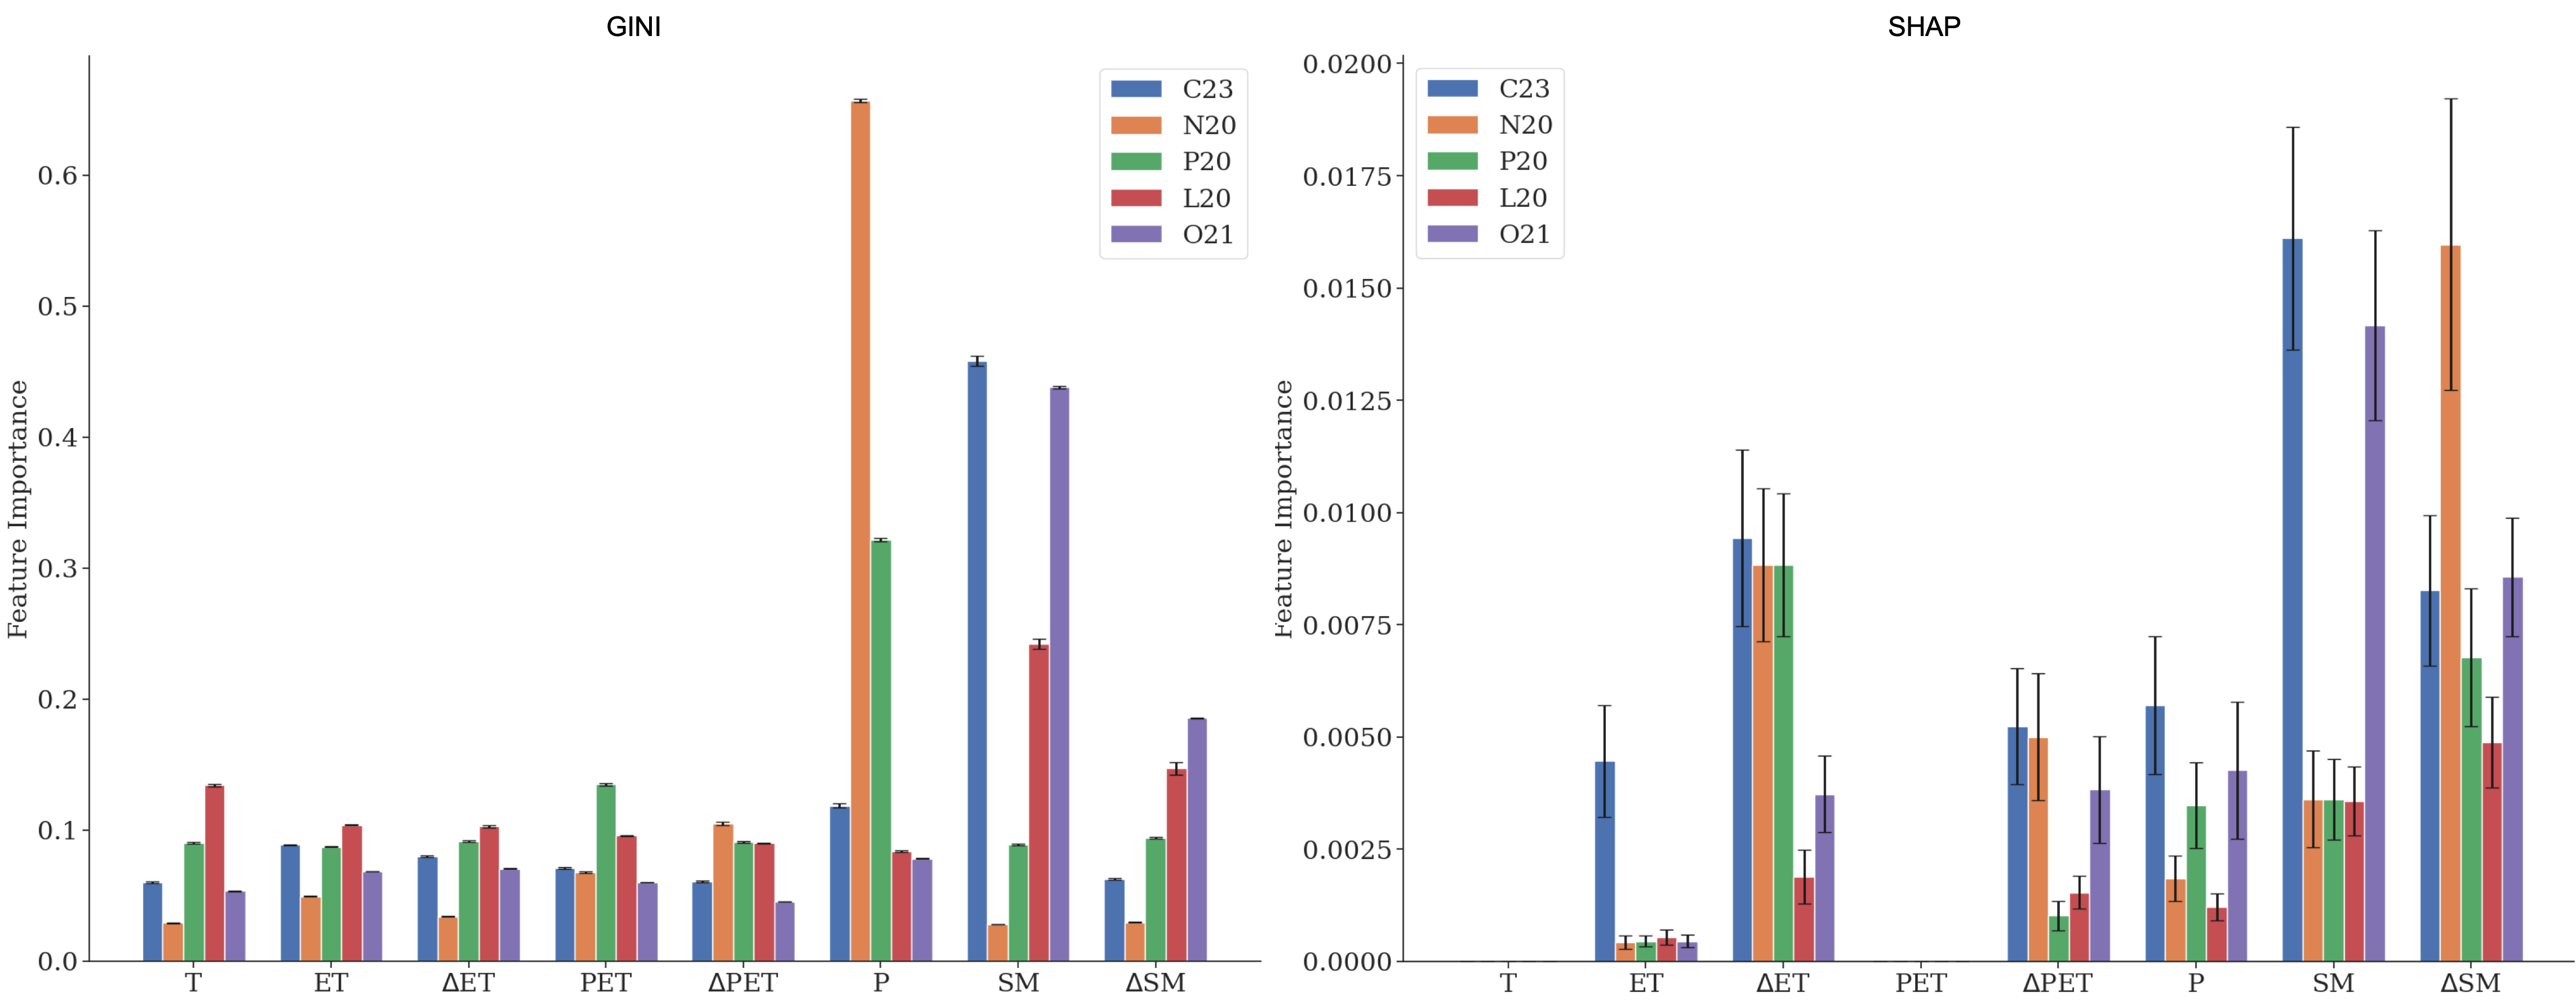 GINI
Feature Importance
0.6
0.5
0.4
0.3
0.2
0.1
0.0
T ET ΔET PET ΔPET P SM ΔSM
C23
N20
P20
L20
O21
SHAP
Feature Importance
0.0200
0.0175
0.0150
0.0125
0.0100
0.0075
0.0050
0.0025
0.0000
T ET ΔET PET ΔPET P SM ΔSM
C23
N20
P20
L20
O21